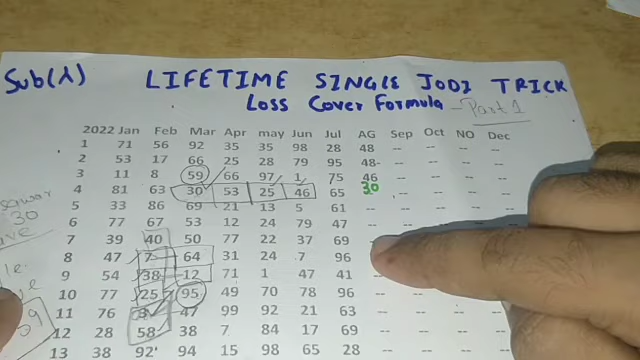 Sub(λ) LIFETIME SINGLE JODI TRICK
Loss Cover Formula - Part 1
2022 Jan Feb Mar Apr may Jun Jul AG Sep Oct NO Dec
1 71 56 92 35 35 98 28 48 -- -- -- --
2 53 17 66 25 28 79 95 48- -- -- -- --
3 11 8 59 66 97 1 75 46 -- -- -- --
4 81 63 30 53 25 46 65 30 -- -- -- --
5 33 86 69 21 13 5 61 -- -- -- -- --
6 77 67 53 12 24 79 47 -- -- -- --
30
7 39 40 50 77 22 37 69
8 47 7 64 31 24 7 96
9 54 38 12 71 1 47 41 --
10 77 25 95 49 70 78 96 -- --
11 76 3 47 99 92 21 63 -- -- --
12 28 58 38 7 84 17 69 -- -- --
13 38 92 94 15 98 65 28 -- -- --